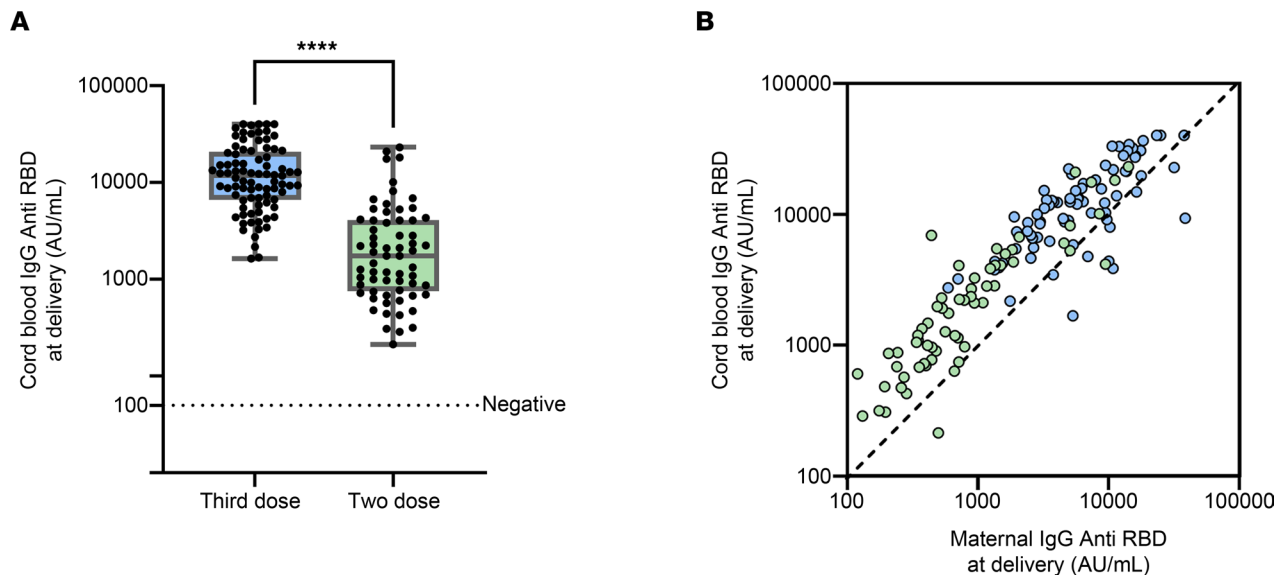 A
****
100000
10000
1000
100
Negative
Cord blood IgG Anti RBD
at delivery (AU/mL)
Third dose
Two dose
B
100000
10000
1000
100
Cord blood IgG Anti RBD
at delivery (AU/mL)
100
1000
10000
100000
Maternal IgG Anti RBD
at delivery (AU/mL)